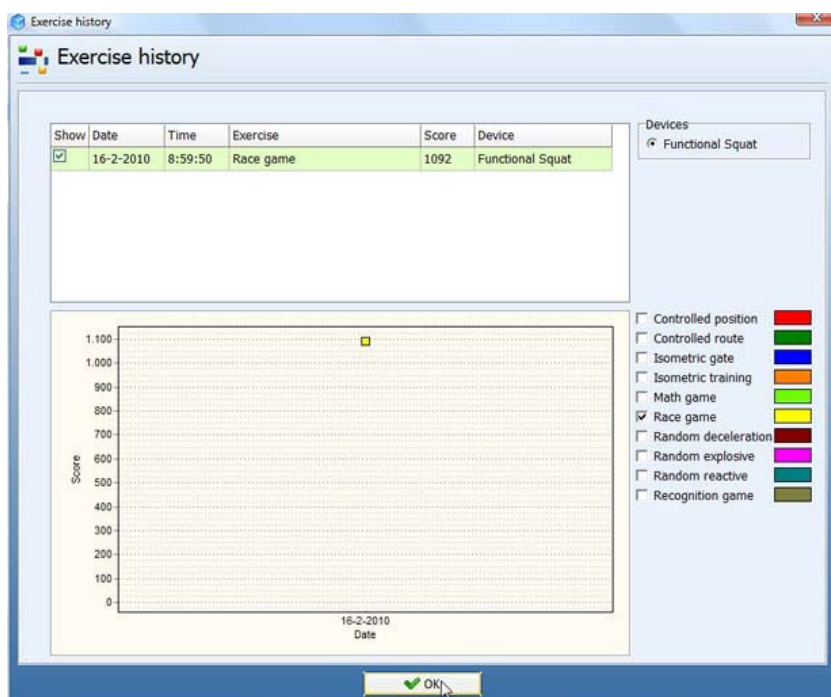 Exercise history
Exercise history
Show Date Time Exercise Score Device
16-2-2010 8:59:50 Race game 1092 Functional Squat
Devices
Functional Squat
Controlled position
Controlled route
Isometric gate
Isometric training
Math game
Race game
Random deceleration
Random explosive
Random reactive
Recognition game
1.100
1.000
900
800
700
600
500
400
300
200
100
0
Score
16-2-2010
Date
OK